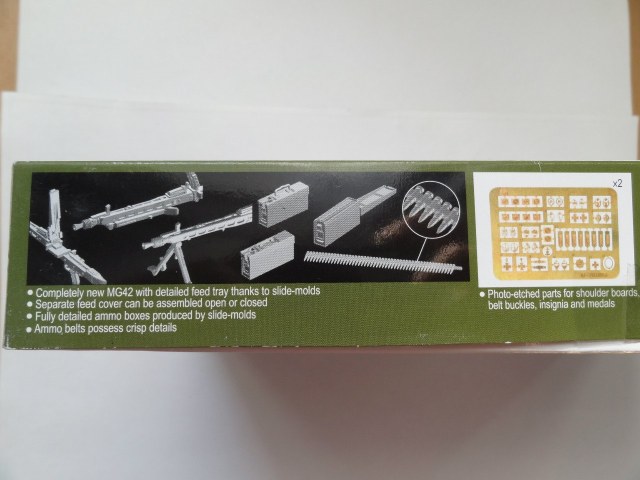 x2
• Completely new MG42 with detailed feed tray thanks to slide-molds
• Separate feed cover can be assembled open or closed
• Fully detailed ammo boxes produced by slide-molds
• Ammo belts possess crisp details
• Photo-etched parts for shoulder boards,
belt buckles, insignia and medals